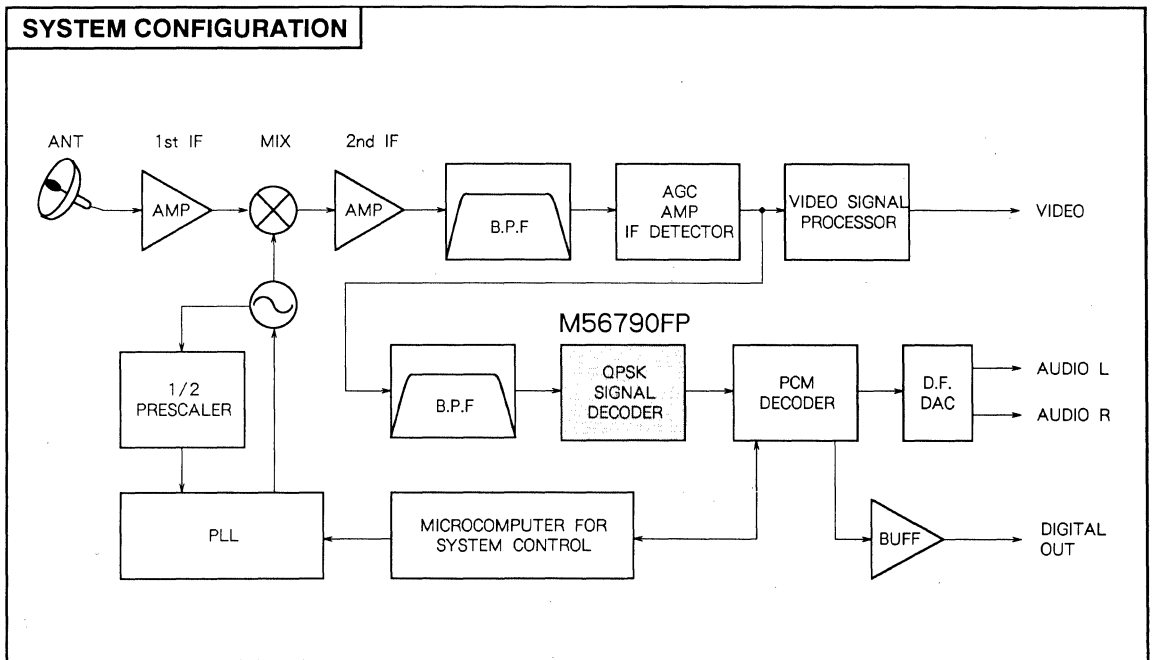 SYSTEM CONFIGURATION
ANT
1st IF
MIX
2nd IF
AMP
AMP
B.P.F
AGC
AMP
IF DETECTOR
VIDEO SIGNAL
PROCESSOR
VIDEO
M56790FP
1/2
PRESCALER
B.P.F
QPSK
SIGNAL
DECODER
PCM
DECODER
D.F.
DAC
AUDIO L
AUDIO R
PLL
MICROCOMPUTER FOR
SYSTEM CONTROL
BUFF
DIGITAL
OUT